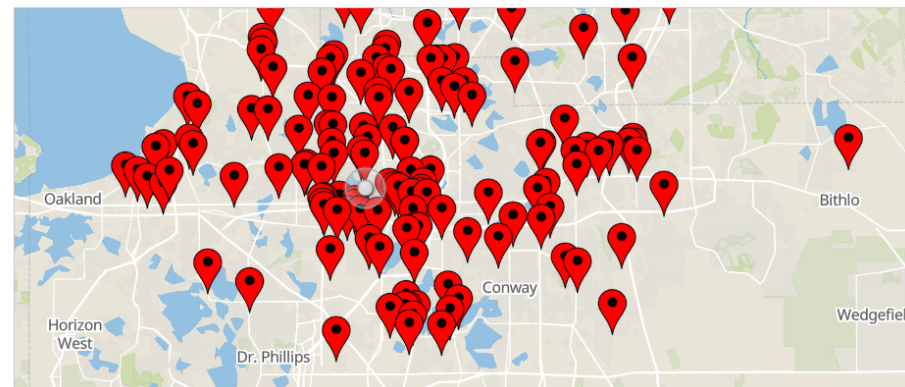 Oakland
Bithlo
Conway
Horizon
West
Wedgefiel
Dr. Phillips